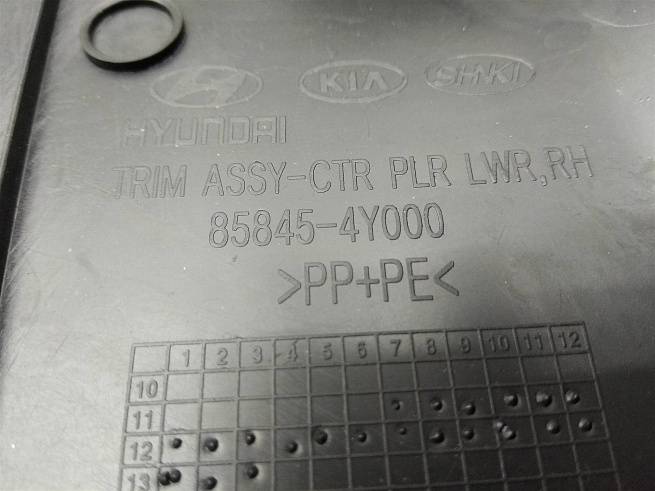 KIA SHNKI
HYUNDAI
TRIM ASSY-CTR PLR LWR,RH
85845-4Y000
>PP+PE<
1 2 3 4 5 6 7 8 9 10 11 12
10
11
12
13